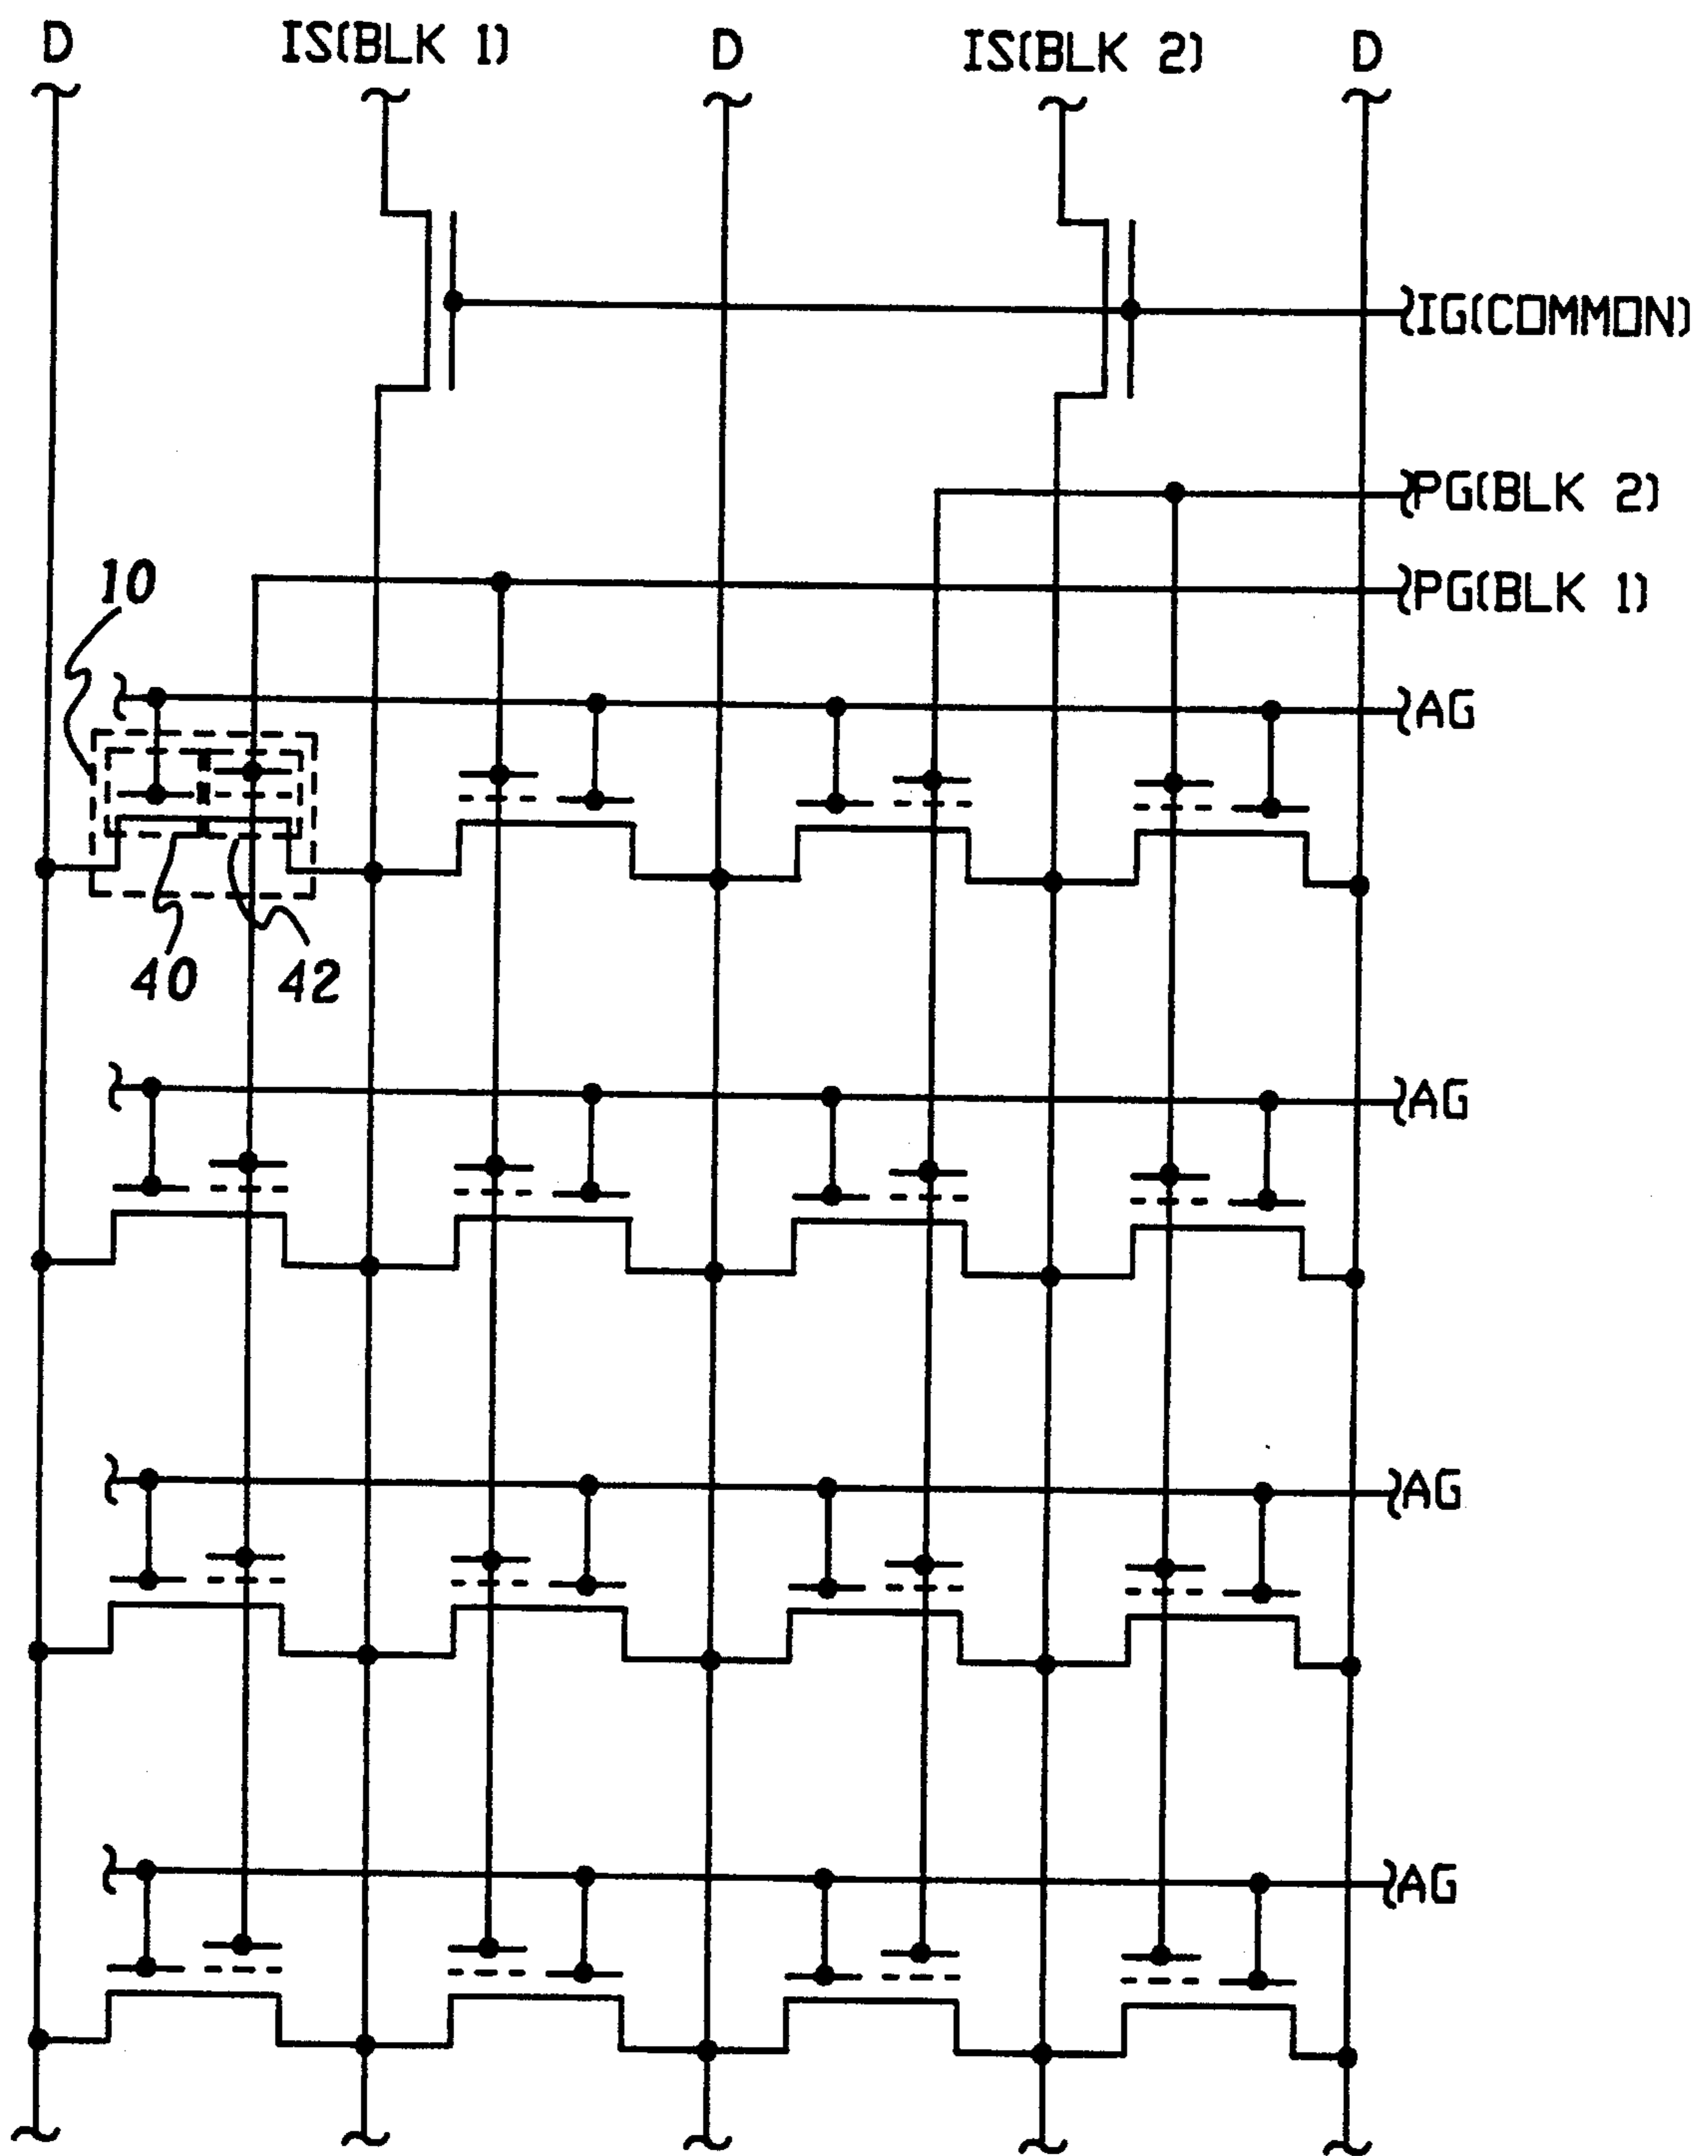 D IS(BLK 1) D IS(BLK 2) D
IG(COMMON)
PG(BLK 2)
PG(BLK 1)
10
AG
40 42
AG
AG
AG